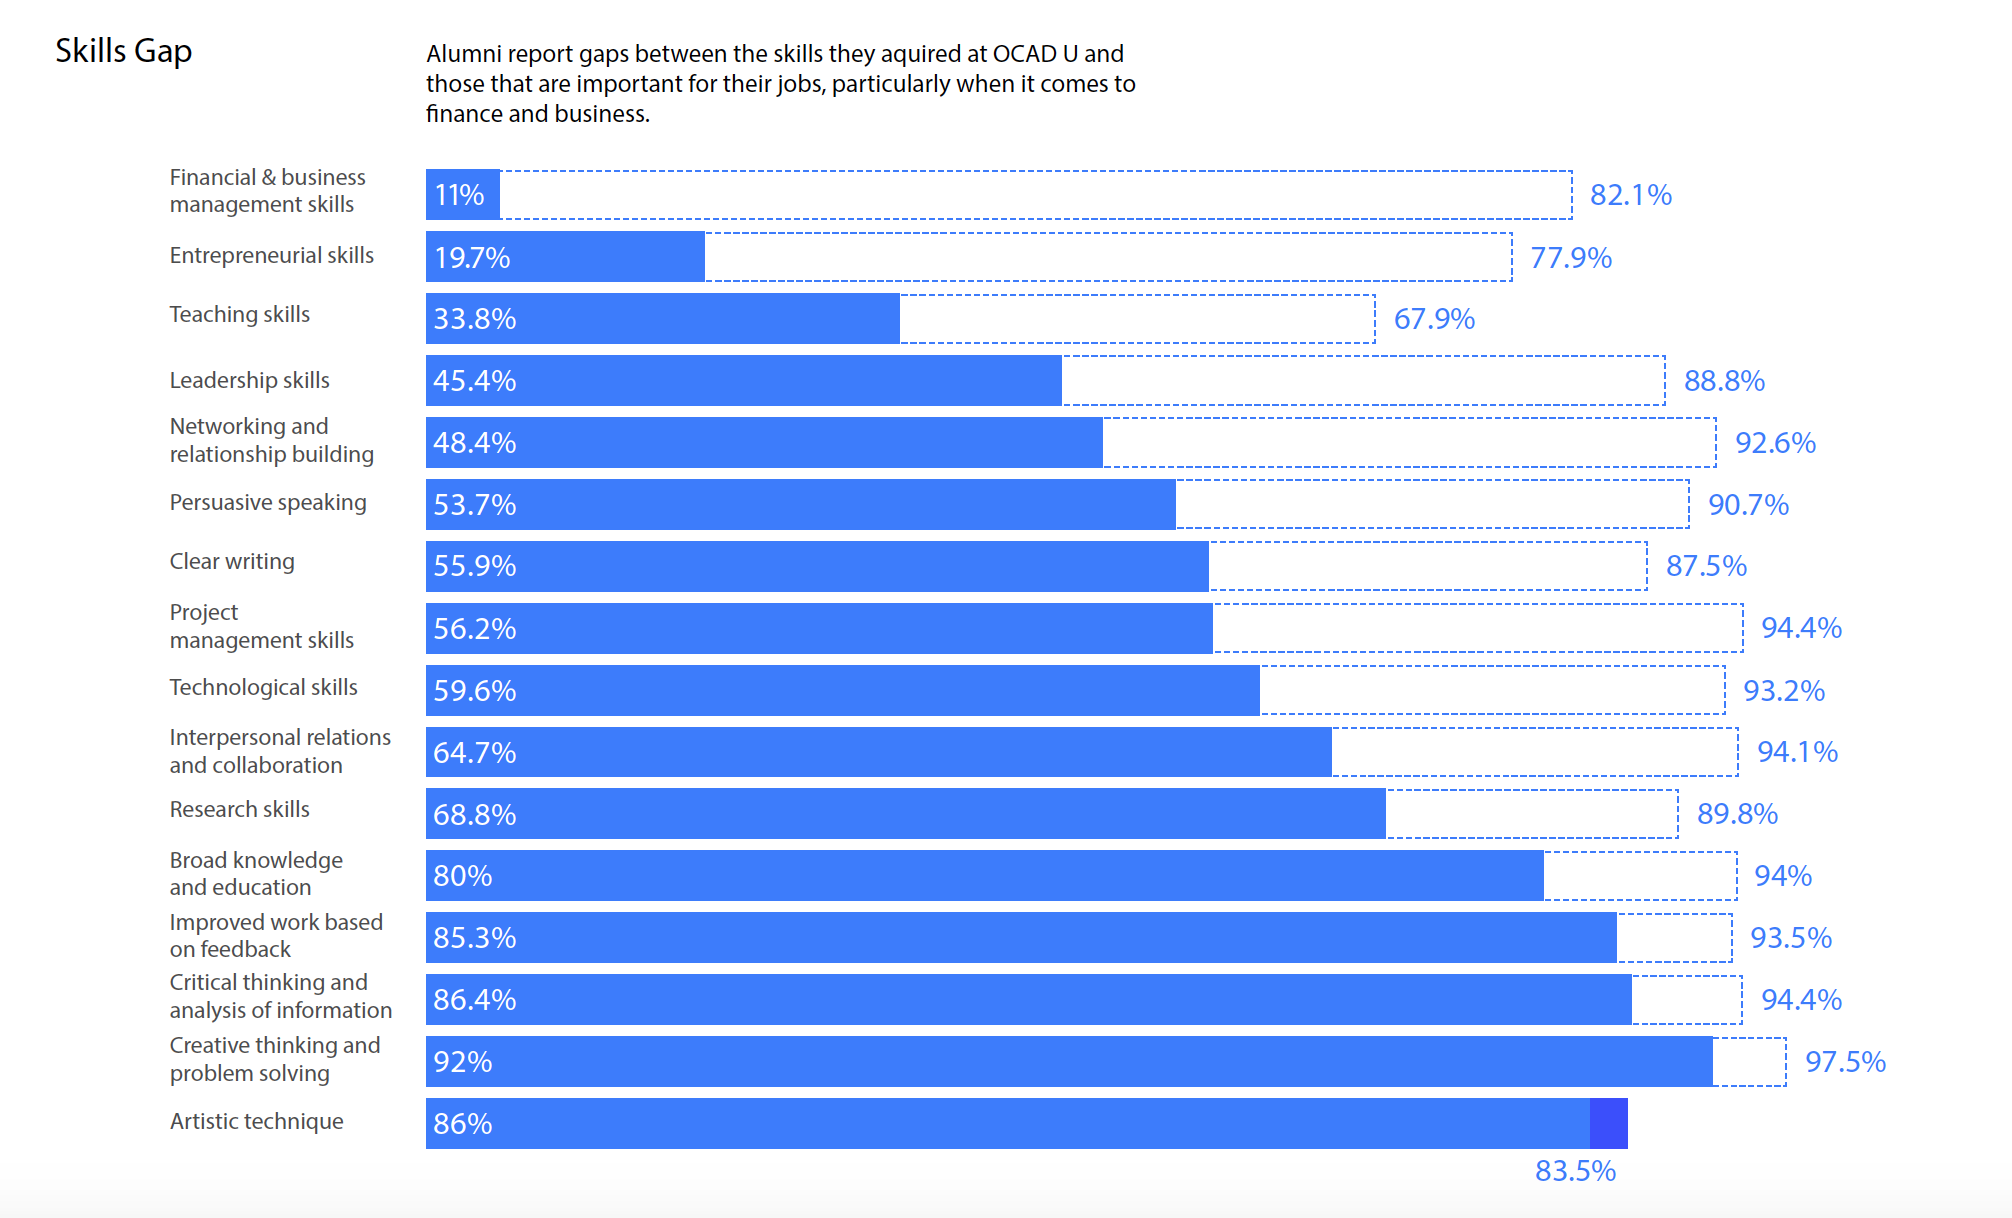 Skills Gap
Alumni report gaps between the skills they aquired at OCAD U and
those that are important for their jobs, particularly when it comes to
finance and business.
Financial & business
management skills
11%
82.1%
Entrepreneurial skills
19.7%
77.9%
Teaching skills
33.8%
67.9%
Leadership skills
45.4%
88.8%
Networking and
relationship building
48.4%
92.6%
Persuasive speaking
53.7%
90.7%
Clear writing
55.9%
87.5%
Project
management skills
56.2%
94.4%
Technological skills
59.6%
93.2%
Interpersonal relations
and collaboration
64.7%
94.1%
Research skills
68.8%
89.8%
Broad knowledge
and education
80%
94%
Improved work based
on feedback
85.3%
93.5%
Critical thinking and
analysis of information
86.4%
94.4%
Creative thinking and
problem solving
92%
97.5%
Artistic technique
86%
83.5%